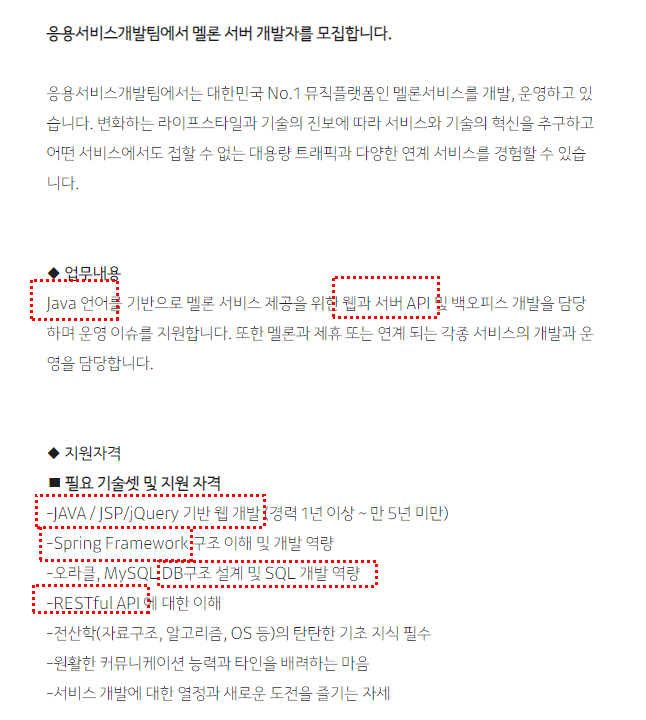 응용서비스개발팀에서 멜론 서버 개발자를 모집합니다.
응용서비스개발팀에서는 대한민국 No.1 뮤직플랫폼인 멜론서비스를 개발, 운영하고 있
습니다. 변화하는 라이프스타일과 기술의 진보에 따라 서비스와 기술의 혁신을 추구하고
어떤 서비스에서도 접할 수 없는 대용량 트래픽과 다양한 연계 서비스를 경험할 수 있습
니다.
◆ 업무내용
Java 언어를 기반으로 멜론 서비스 제공을 위한 웹과 서버 API 및 백오피스 개발을 담당
하며 운영 이슈를 지원합니다. 또한 멜론과 제휴 또는 연계 되는 각종 서비스의 개발과 운
영을 담당합니다.
◆ 지원자격
■ 필요 기술셋 및 지원 자격
-JAVA / JSP/jQuery 기반 웹 개발 (경력 1년 이상 ~ 만 5년 미만)
-Spring Framework 구조 이해 및 개발 역량
-오라클, MySQL DB구조 설계 및 SQL 개발 역량
-RESTful API 에 대한 이해
-전산학(자료구조, 알고리즘, OS 등)의 탄탄한 기초 지식 필수
-원활한 커뮤니케이션 능력과 타인을 배려하는 마음
-서비스 개발에 대한 열정과 새로운 도전을 즐기는 자세